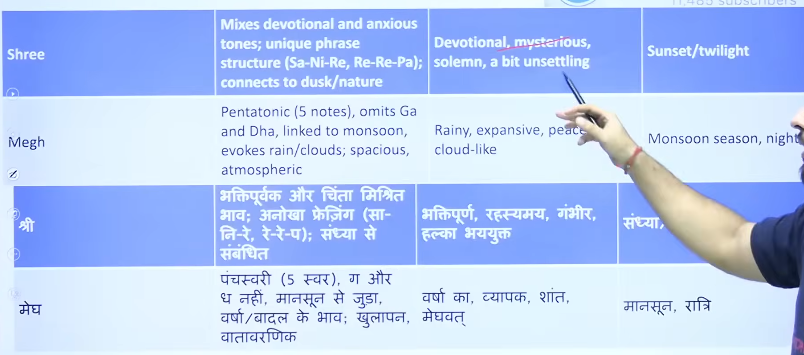 11,485 subscribers
Mixes devotional and anxious
tones; unique phrase
structure (Sa-Ni-Re, Re-Re-Pa);
connects to dusk/nature
Shree
Devotional, mysterious,
solemn, a bit unsettling
Sunset/twilight
Megh
Pentatonic (5 notes), omits Ga
and Dha, linked to monsoon,
evokes rain/clouds; spacious,
atmospheric
Rainy, expansive,
cloud-like
Monsoon season, night
श्री
भक्तिपूर्वक और चिंता मिश्रित
भाव; अनोखा फ्रेज़िंग (सा-
नि-रे, रे-रे-प); संध्या से
संबंधित
भक्तिपूर्ण, रहस्यमय, गंभीर,
हल्का भययुक्त
संध्या,
मेघ
पंचस्वरी (5 स्वर), ग और
ध नहीं, मानसून से जुडा,
वर्षा/बादल के भाव; खुलापन,
वातावरणिक
वर्षा का, व्यापक, शांत,
मेघवत्
मानसून, रात्रि